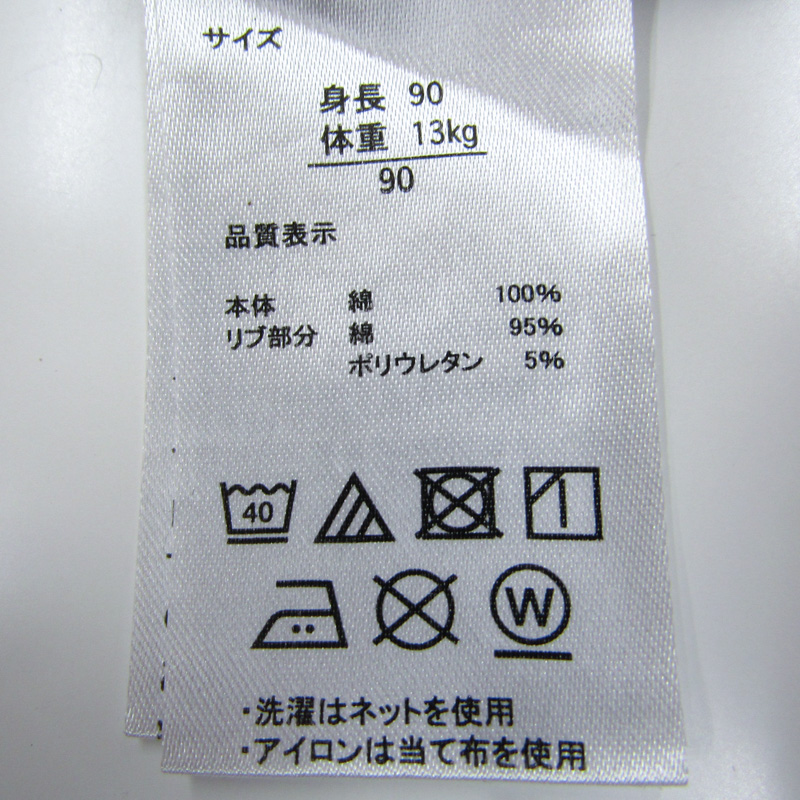 サイズ
身長 90
体重 13kg
90
品質表示
本体 綿 100%
リブ部分 綿 95%
ポリウレタン 5%
40
W
・洗濯はネットを使用
・アイロンは当て布を使用